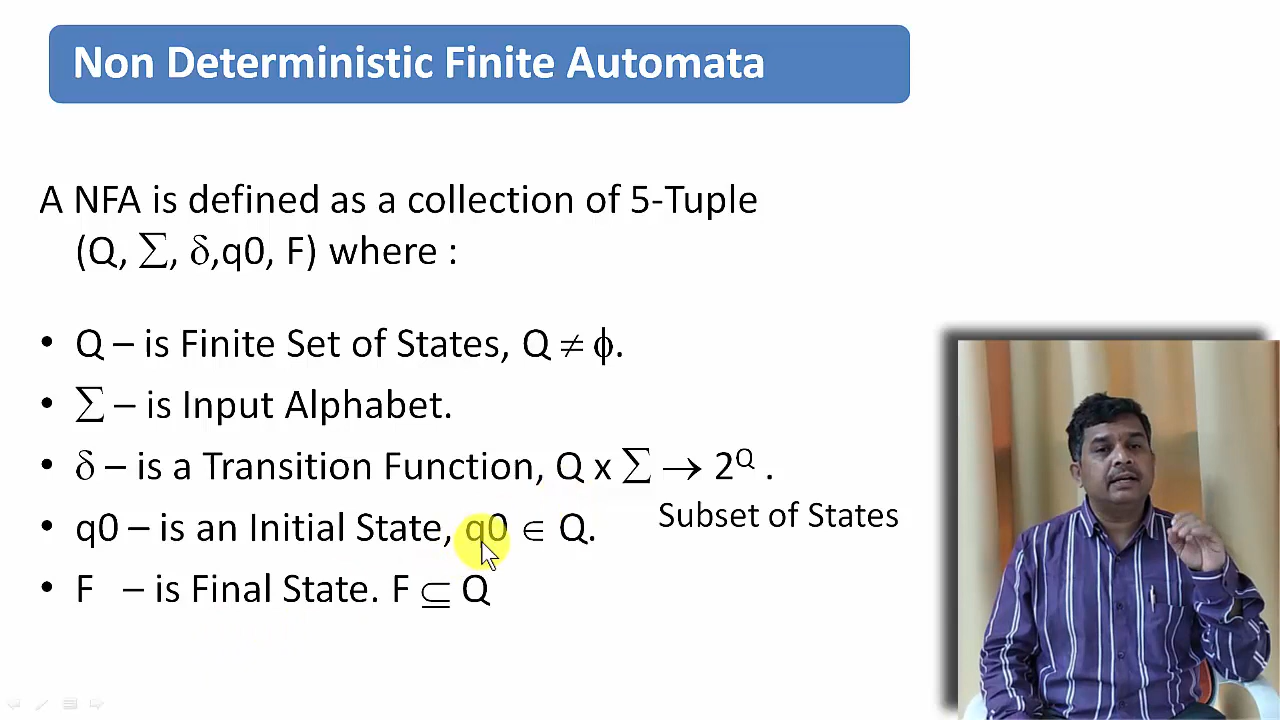 Non Deterministic Finite Automata
A NFA is defined as a collection of 5-Tuple
(Q, ∑, δ,q0, F) where :
• Q – is Finite Set of States, Q ≠ ϕ.
• ∑ – is Input Alphabet.
• δ – is a Transition Function, Q x ∑ → 2^Q .
Subset of States
• q0 – is an Initial State, q0 ∈ Q.
• F – is Final State. F ⊆ Q